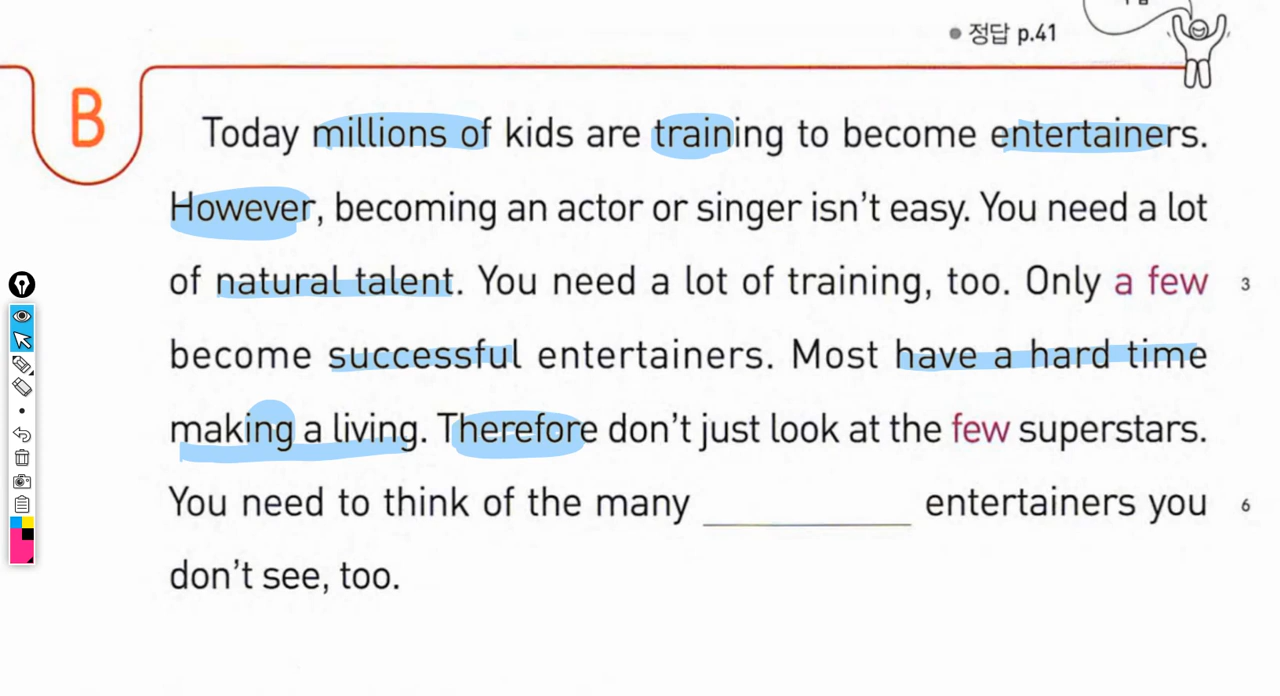 정답 p.41
B
Today millions of kids are training to become entertainers.
However, becoming an actor or singer isn't easy. You need a lot
of natural talent. You need a lot of training, too. Only a few 3
become successful entertainers. Most have a hard time
making a living. Therefore don't just look at the few superstars.
You need to think of the many __________ entertainers you 6
don't see, too.